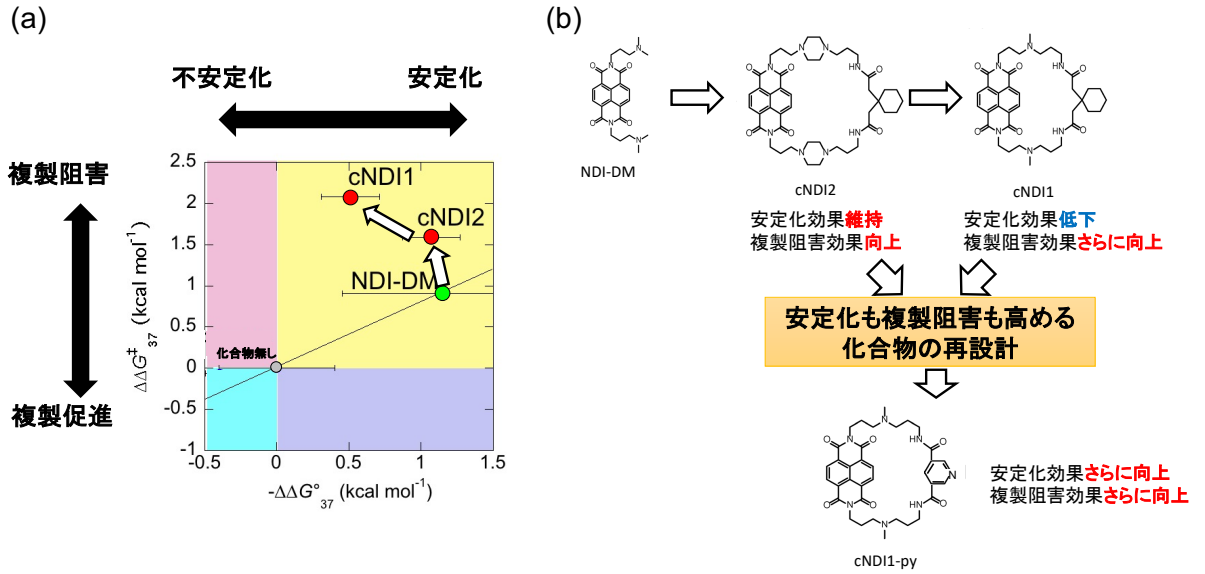 (a)
不安定化
安定化
複製阻害
複製促進
2.5
2
1.5
1
0.5
0
-0.5
-1
-0.5
0
0.5
1
1.5
ΔΔG‡37 (kcal mol-1)
-ΔΔG°37 (kcal mol-1)
cNDI1
cNDI2
NDI-DM
化合物無し
(b)
N
O
O
N
O
N
O
N
NDI-DM
N
N
NH
O
N
O
O
O
N
O
O
NH
N
N
cNDI2
N
NH
O
N
O
O
O
N
O
O
NH
N
cNDI1
安定化効果維持
複製阻害効果向上
安定化効果低下
複製阻害効果さらに向上
安定化も複製阻害も高める
化合物の再設計
N
NH
O
O
N
O
N
O
N
O
O
NH
N
cNDI1-py
安定化効果さらに向上
複製阻害効果さらに向上